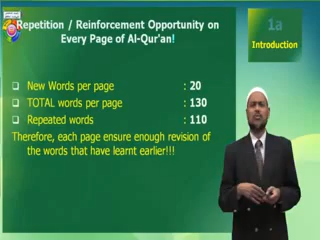 Repetition / Reinforcement Opportunity on
Every Page of Al-Qur'an!
1a
Introduction
❑ New Words per page : 20
❑ TOTAL words per page : 130
❑ Repeated words : 110
Therefore, each page ensure enough revision of
the words that have learnt earlier!!!